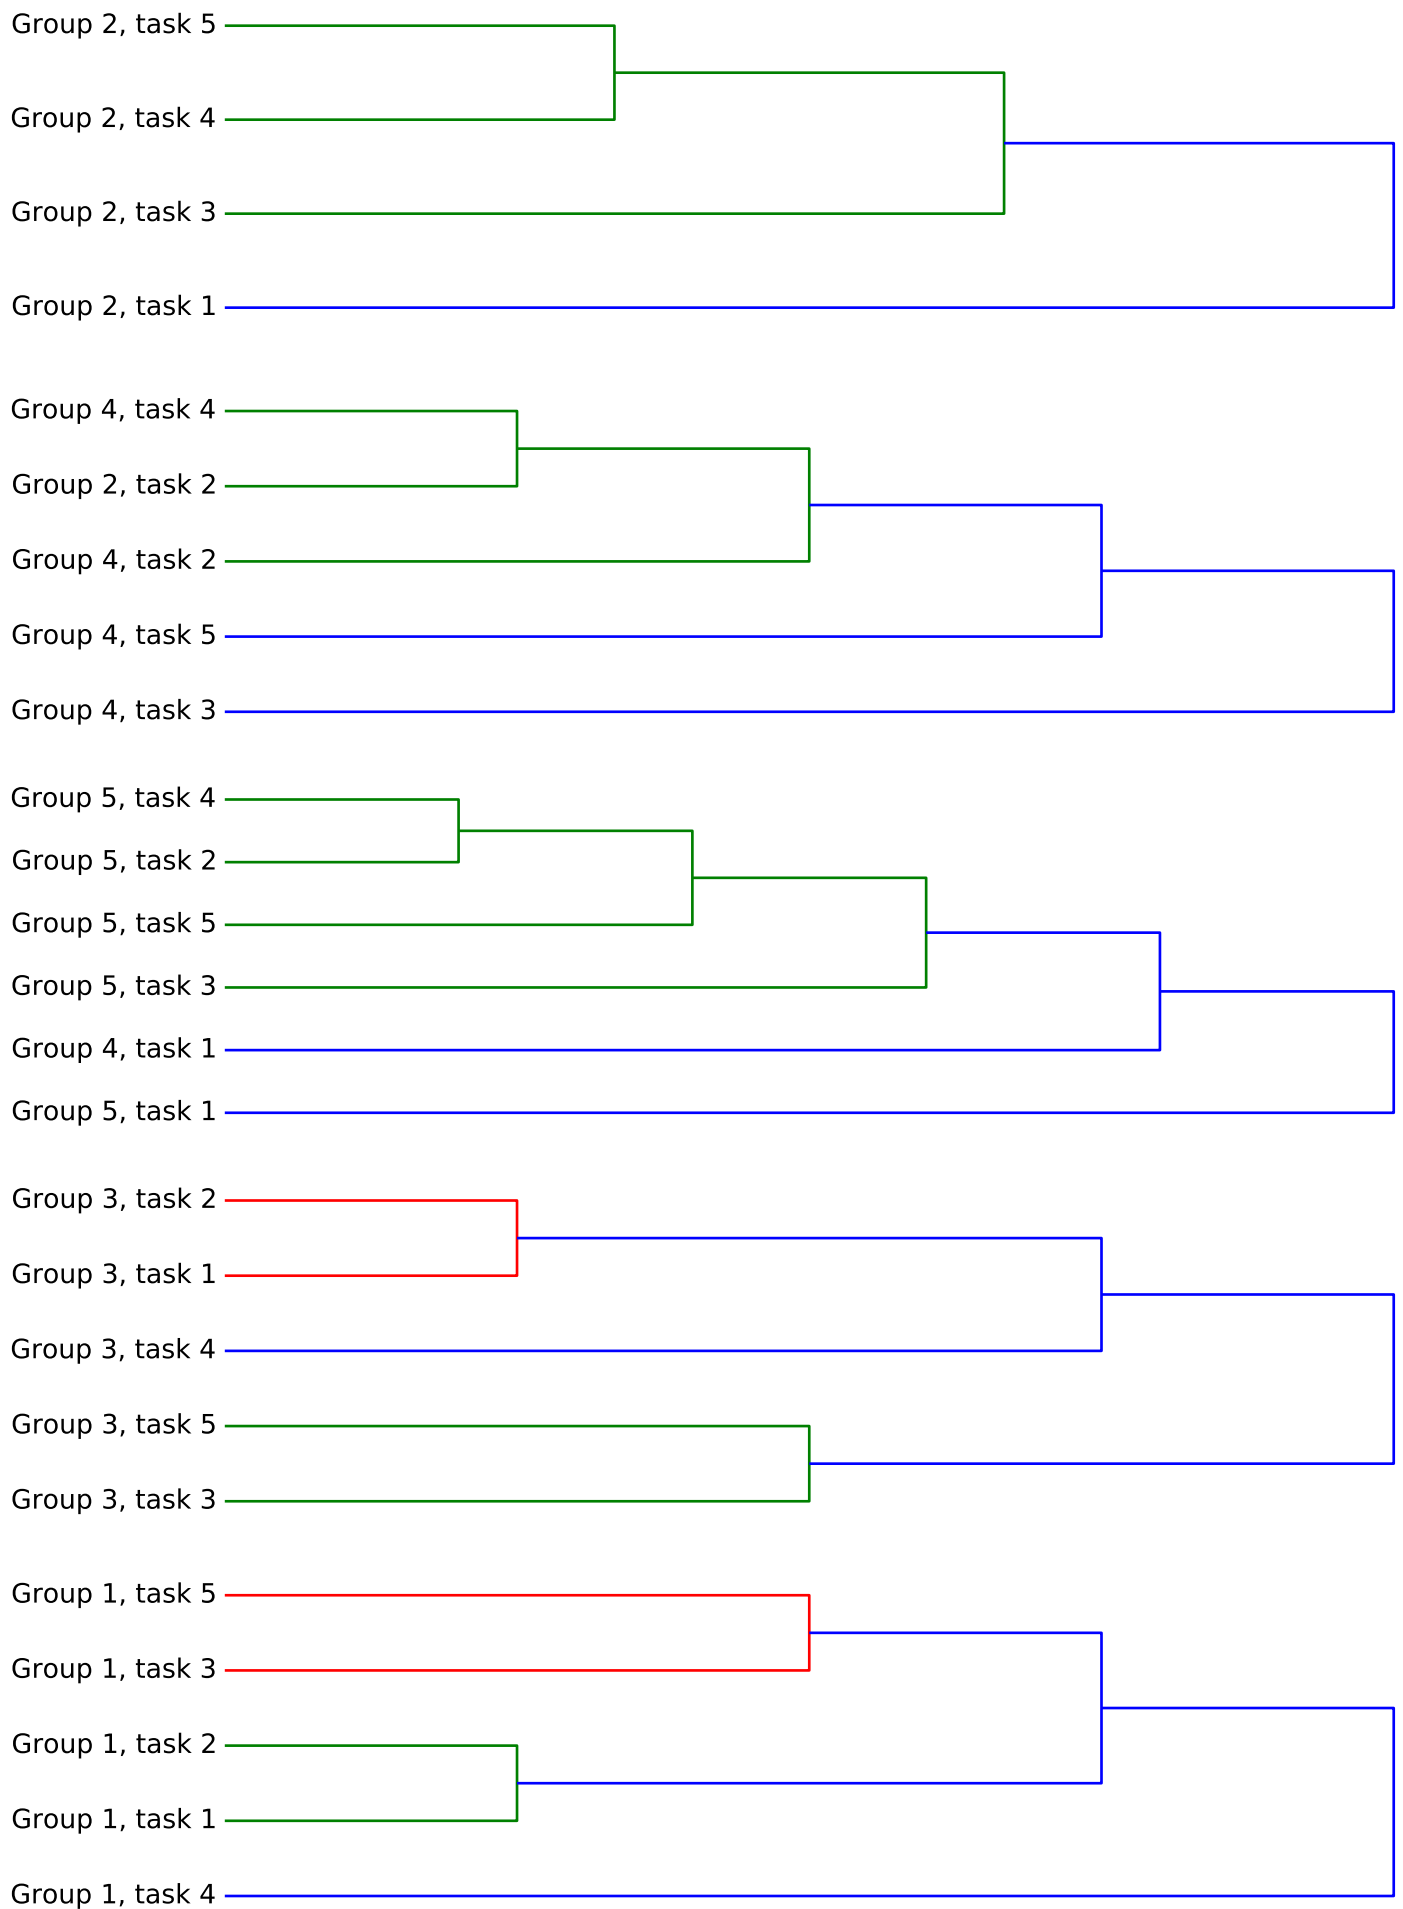 Group 2, task 5
Group 2, task 4
Group 2, task 3
Group 2, task 1
Group 4, task 4
Group 2, task 2
Group 4, task 2
Group 4, task 5
Group 4, task 3
Group 5, task 4
Group 5, task 2
Group 5, task 5
Group 5, task 3
Group 4, task 1
Group 5, task 1
Group 3, task 2
Group 3, task 1
Group 3, task 4
Group 3, task 5
Group 3, task 3
Group 1, task 5
Group 1, task 3
Group 1, task 2
Group 1, task 1
Group 1, task 4